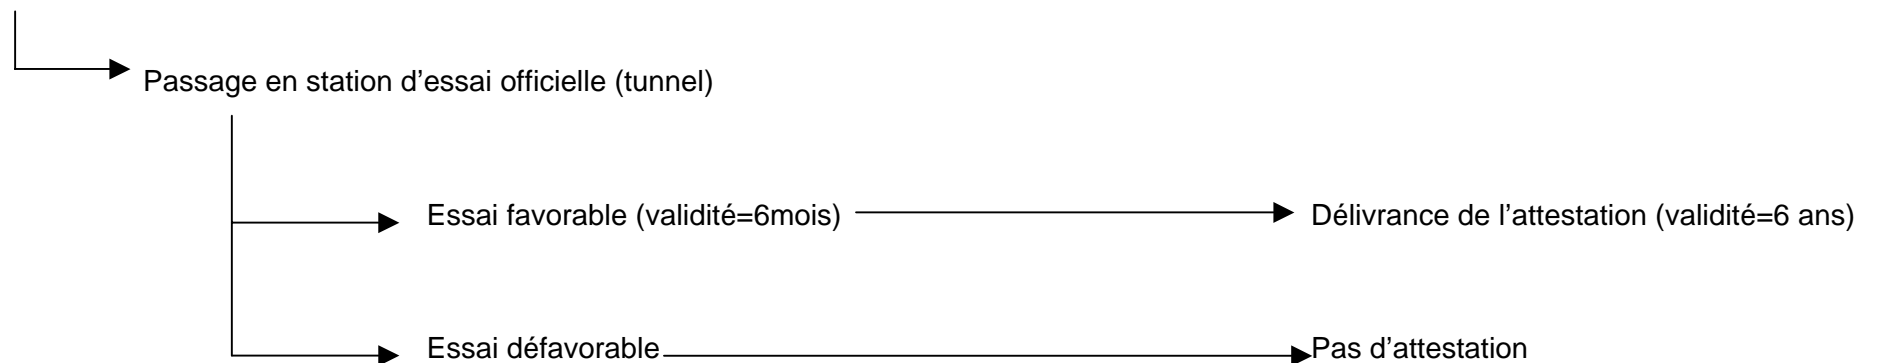 Passage en station d’essai officielle (tunnel)
Essai favorable (validité=6mois)
Délivrance de l’attestation (validité=6 ans)
Essai défavorable
Pas d’attestation